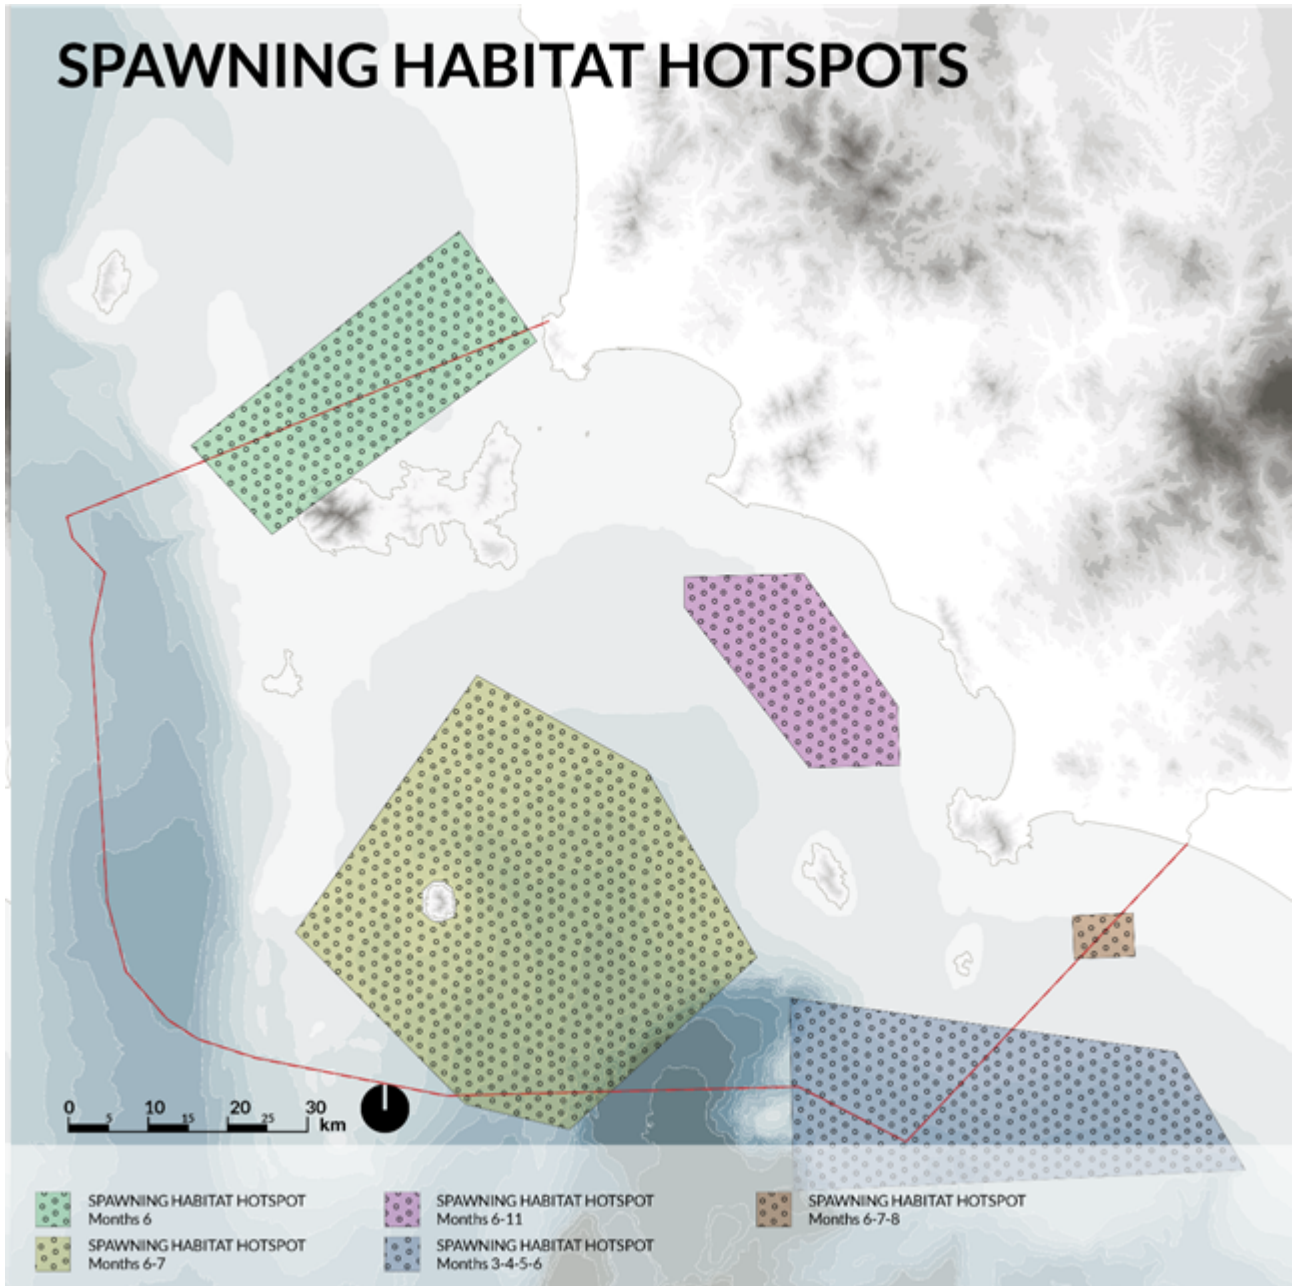 SPAWNING HABITAT HOTSPOTS
0 10 20 30
5 15 25 km
SPAWNING HABITAT HOTSPOT
Months 6
SPAWNING HABITAT HOTSPOT
Months 6-7
SPAWNING HABITAT HOTSPOT
Months 6-11
SPAWNING HABITAT HOTSPOT
Months 3-4-5-6
SPAWNING HABITAT HOTSPOT
Months 6-7-8